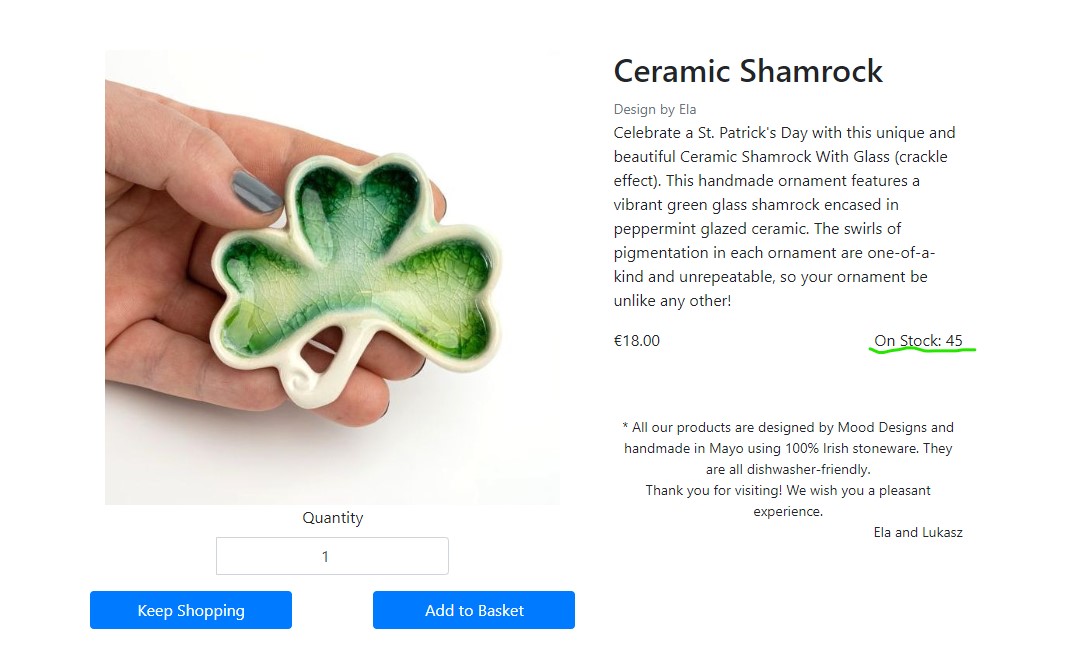 Ceramic Shamrock
Design by Ela
Celebrate a St. Patrick's Day with this unique and
beautiful Ceramic Shamrock With Glass (crackle
effect). This handmade ornament features a
vibrant green glass shamrock encased in
peppermint glazed ceramic. The swirls of
pigmentation in each ornament are one-of-a-
kind and unrepeatable, so your ornament be
unlike any other!
€18.00
On Stock: 45
* All our products are designed by Mood Designs and
handmade in Mayo using 100% Irish stoneware. They
are all dishwasher-friendly.
Thank you for visiting! We wish you a pleasant
experience.
Ela and Lukasz
Quantity
1
Keep Shopping
Add to Basket